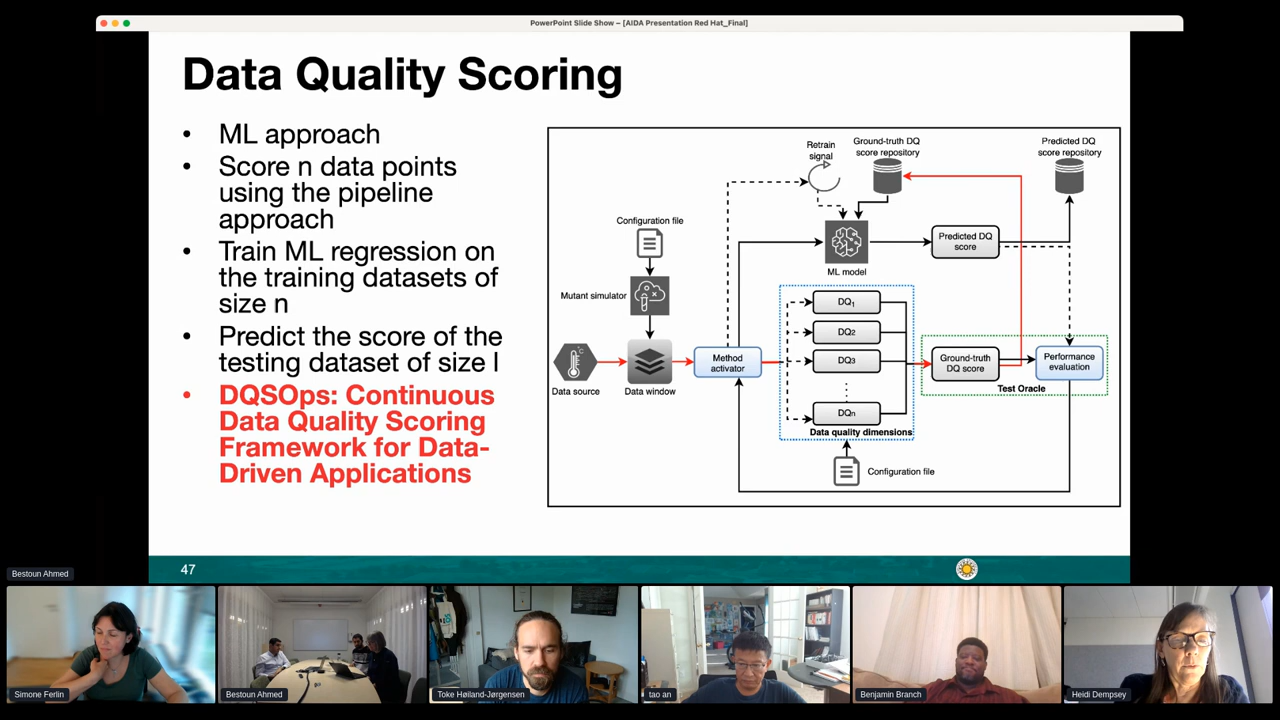 PowerPoint Slide Show – [AIDA Presentation Red Hat_Final]
Data Quality Scoring
• ML approach
• Score n data points
using the pipeline
approach
• Train ML regression on
the training datasets of
size n
• Predict the score of the
testing dataset of size l
• DQSOps: Continuous
Data Quality Scoring
Framework for Data-
Driven Applications
Retrain
signal
Ground-truth DQ
score repository
Predicted DQ
score repository
Configuration file
Predicted DQ
score
ML model
Mutant simulator
DQ1
DQ2
DQ3
DQn
Data quality dimensions
Data source
Data window
Method
activator
Ground-truth
DQ score
Performance
evaluation
Test Oracle
Configuration file
47
Bestoun Ahmed
Simone Ferlin
Bestoun Ahmed
Toke Høiland-Jørgensen
tao an
Benjamin Branch
Heidi Dempsey